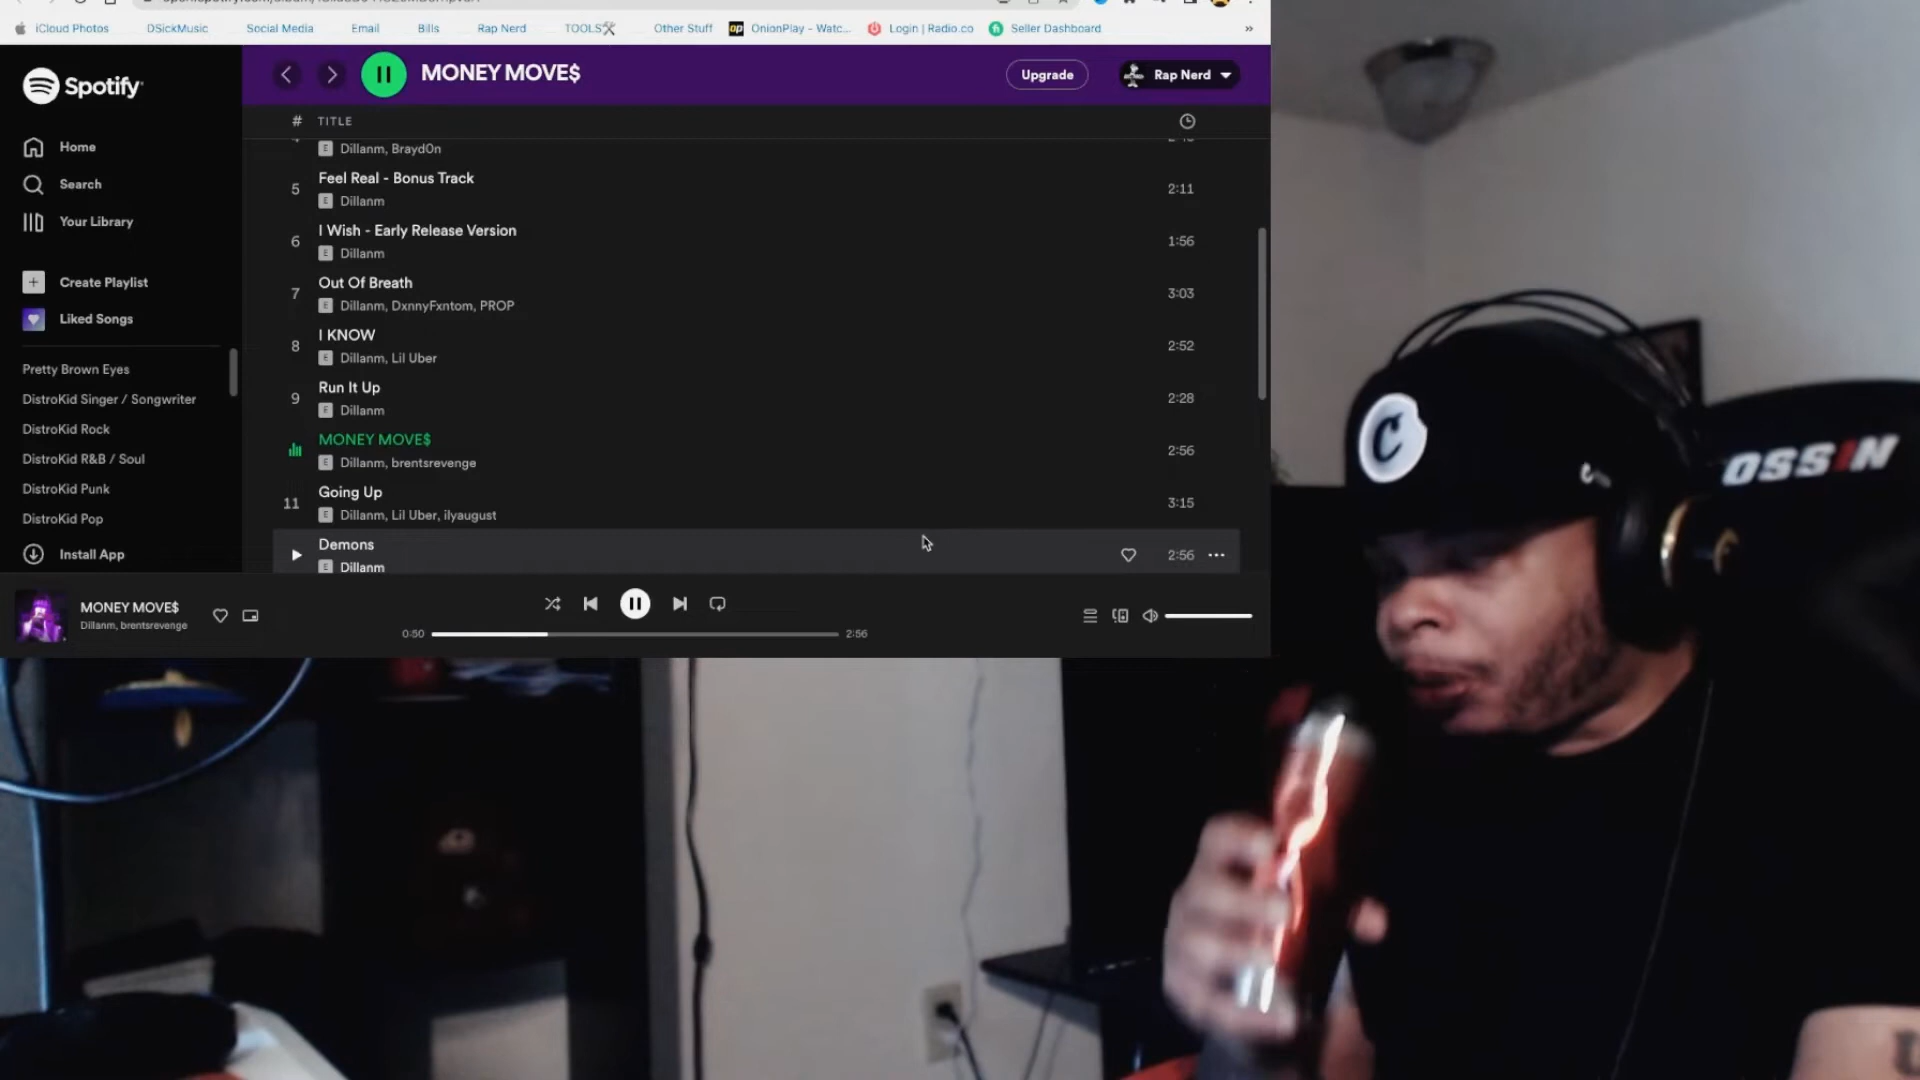 iCloud Photos DSickMusic Social Media Email Bills Rap Nerd TOOLS Other Stuff op OnionPlay - Watc... Login | Radio.co Seller Dashboard »
Spotify
MONEY MOVE$
Upgrade
Rap Nerd
Home
Search
Your Library
Create Playlist
Liked Songs
Pretty Brown Eyes
DistroKid Singer / Songwriter
DistroKid Rock
DistroKid R&B / Soul
DistroKid Punk
DistroKid Pop
Install App
# TITLE
E Dillanm, Brayd0n
5 Feel Real - Bonus Track 2:11
E Dillanm
6 I Wish - Early Release Version 1:56
E Dillanm
7 Out Of Breath 3:03
E Dillanm, DxnnyFxntom, PROP
8 I KNOW 2:52
E Dillanm, Lil Uber
9 Run It Up 2:28
E Dillanm
MONEY MOVE$ 2:56
E Dillanm, brentsrevenge
11 Going Up 3:15
E Dillanm, Lil Uber, ilyaugust
Demons 2:56
E Dillanm
MONEY MOVE$
Dillanm, brentsrevenge
0:50 2:56
C
OSSIN